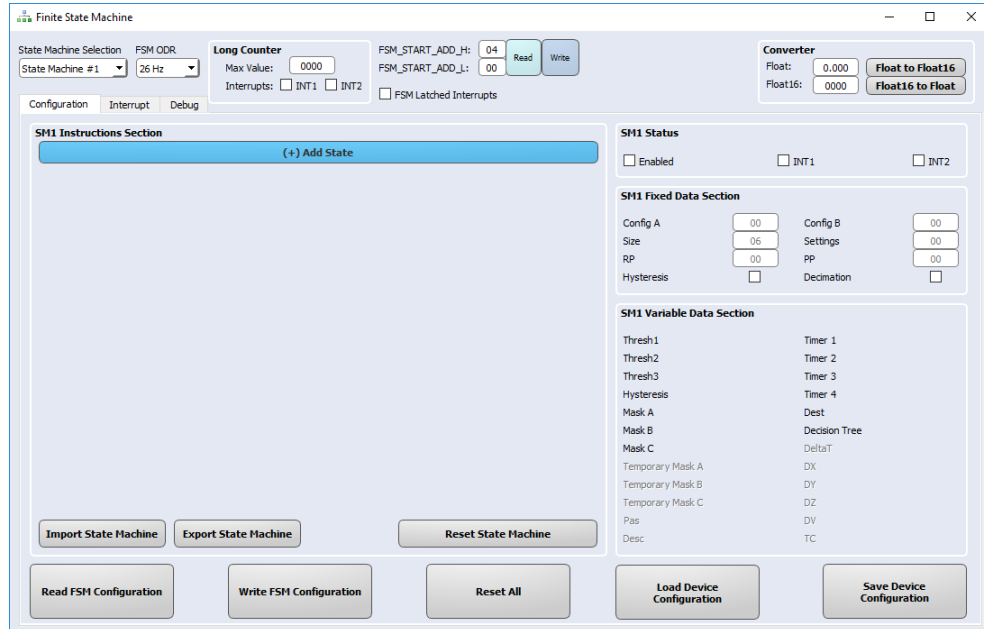 Finite State Machine
State Machine Selection FSM ODR
State Machine #1 26 Hz
Long Counter
Max Value: 0000
Interrupts: INT1 INT2
FSM_START_ADD_H: 04
FSM_START_ADD_L: 00
Read Write
FSM Latched Interrupts
Converter
Float: 0.000 Float to Float16
Float16: 0000 Float16 to Float
Configuration Interrupt Debug
SM1 Instructions Section
(+) Add State
Import State Machine Export State Machine Reset State Machine
SM1 Status
Enabled INT1 INT2
SM1 Fixed Data Section
Config A 00 Config B 00
Size 06 Settings 00
RP 00 PP 00
Hysteresis Decimation
SM1 Variable Data Section
Thresh1 Timer 1
Thresh2 Timer 2
Thresh3 Timer 3
Hysteresis Timer 4
Mask A Dest
Mask B Decision Tree
Mask C DeltaT
Temporary Mask A DX
Temporary Mask B DY
Temporary Mask C DZ
Pas DV
Desc TC
Read FSM Configuration Write FSM Configuration Reset All
Load Device
Configuration
Save Device
Configuration